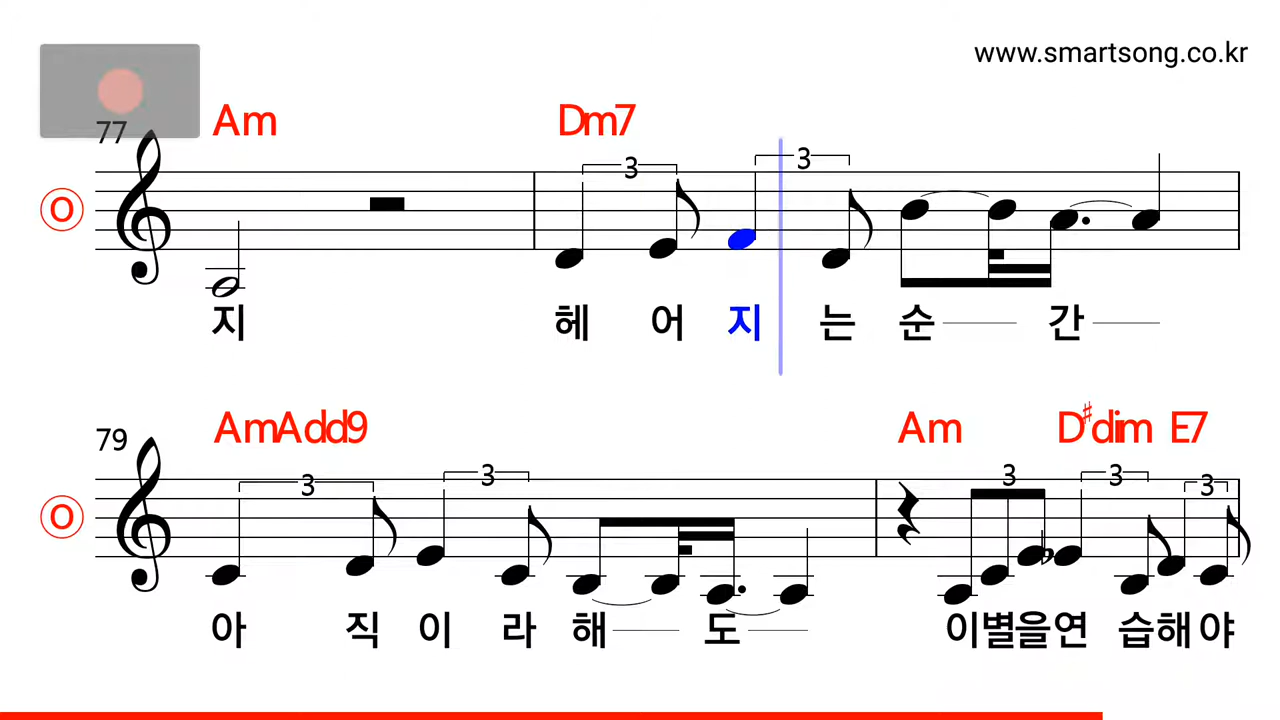 www.smartsong.co.kr
77 Am Dm7
3 3
O
지 헤 어 지 는 순 간
79 AmAdd9 Am D♯dim E7
3 3 3 3 3
O
아 직 이 라 해 도 이별을연 습해야